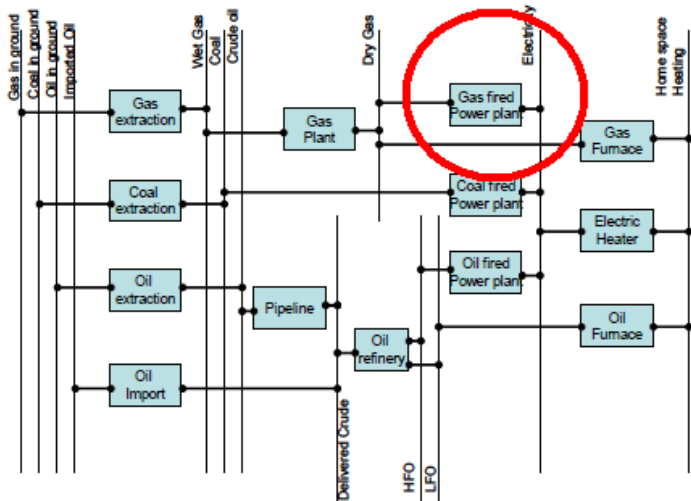 Gas in ground
Coal in ground
Oil in ground
Imported Oil
Wet Gas
Coal
Crude oil
Dry Gas
Electricity
Home space
Heating
Gas
extraction
Gas
Plant
Gas fired
Power plant
Gas
Furnace
Coal
extraction
Coal fired
Power plant
Electric
Heater
Oil
extraction
Pipeline
Oil fired
Power plant
Oil
refinery
Oil
Furnace
Oil
Import
Delivered Crude
HFO
LFO